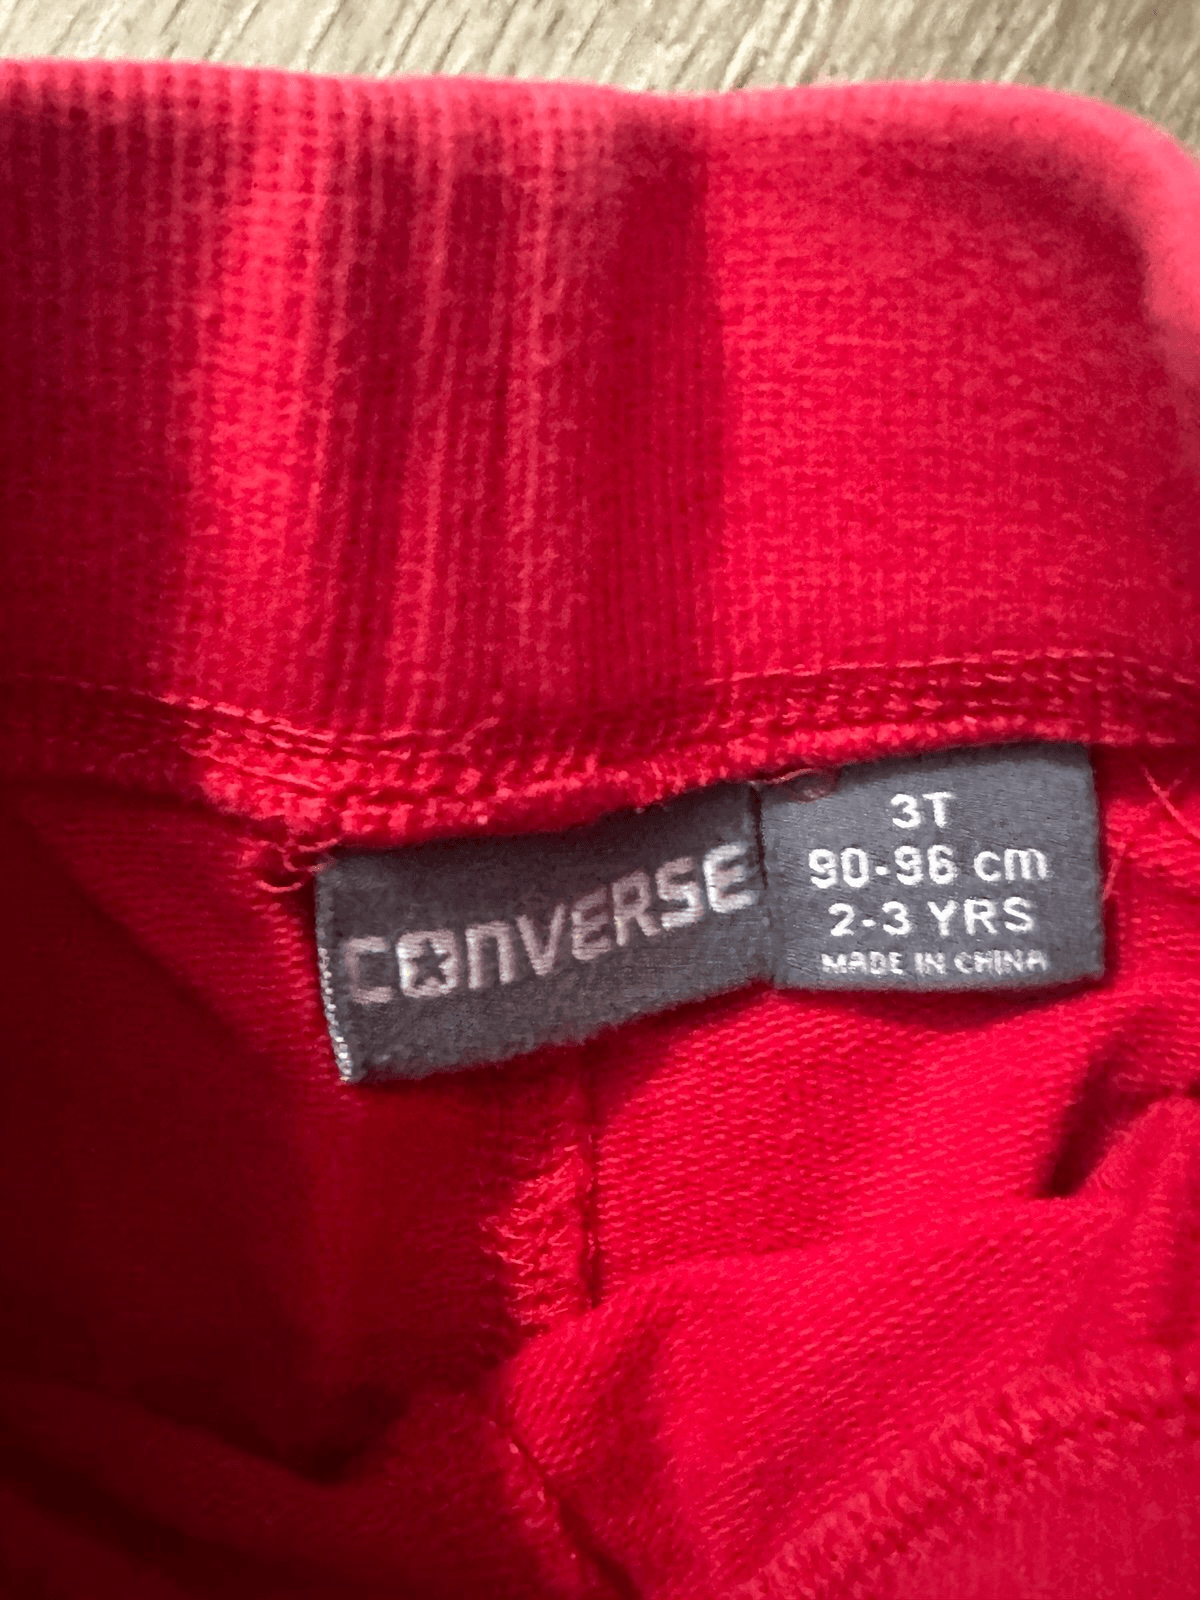 CONVERSE
3T
90-96 cm
2-3 YRS
MADE IN CHINA